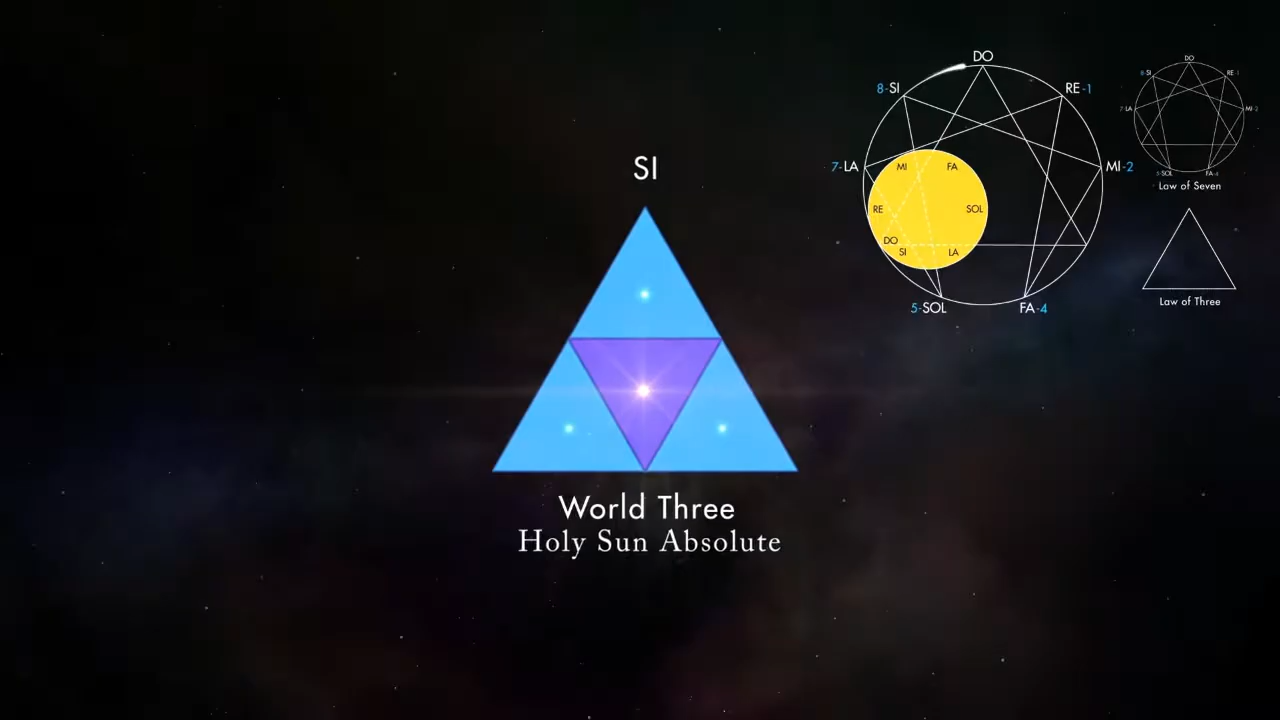 SI
World Three
Holy Sun Absolute
DO
8-SI
RE-1
7-LA
MI-2
MI
FA
RE
SOL
DO
SI
LA
5-SOL
FA-4
DO
8-SI
RE-1
7-LA
MI-2
5-SOL
FA-4
Law of Seven
Law of Three